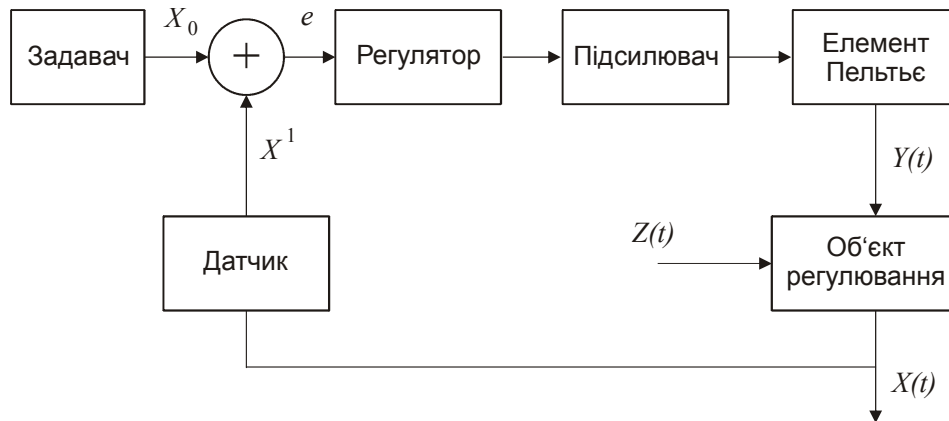 X₀
e
Задавач
+
Регулятор
Підсилювач
Елемент
Пельтьє
X¹
Y(t)
Датчик
Z(t)
Об‘єкт
регулювання
X(t)